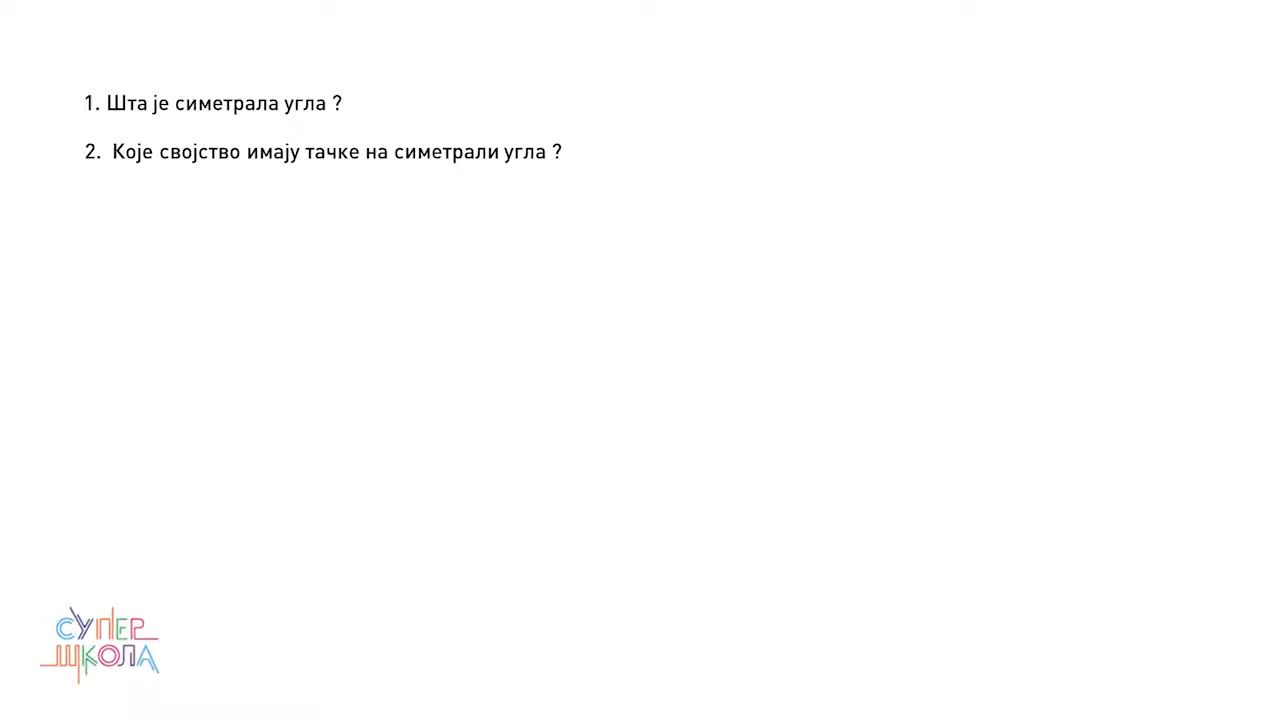 1. Шта је симетрала угла ?
2. Које својство имају тачке на симетрали угла ?
СУПЕР
ШКОЛА